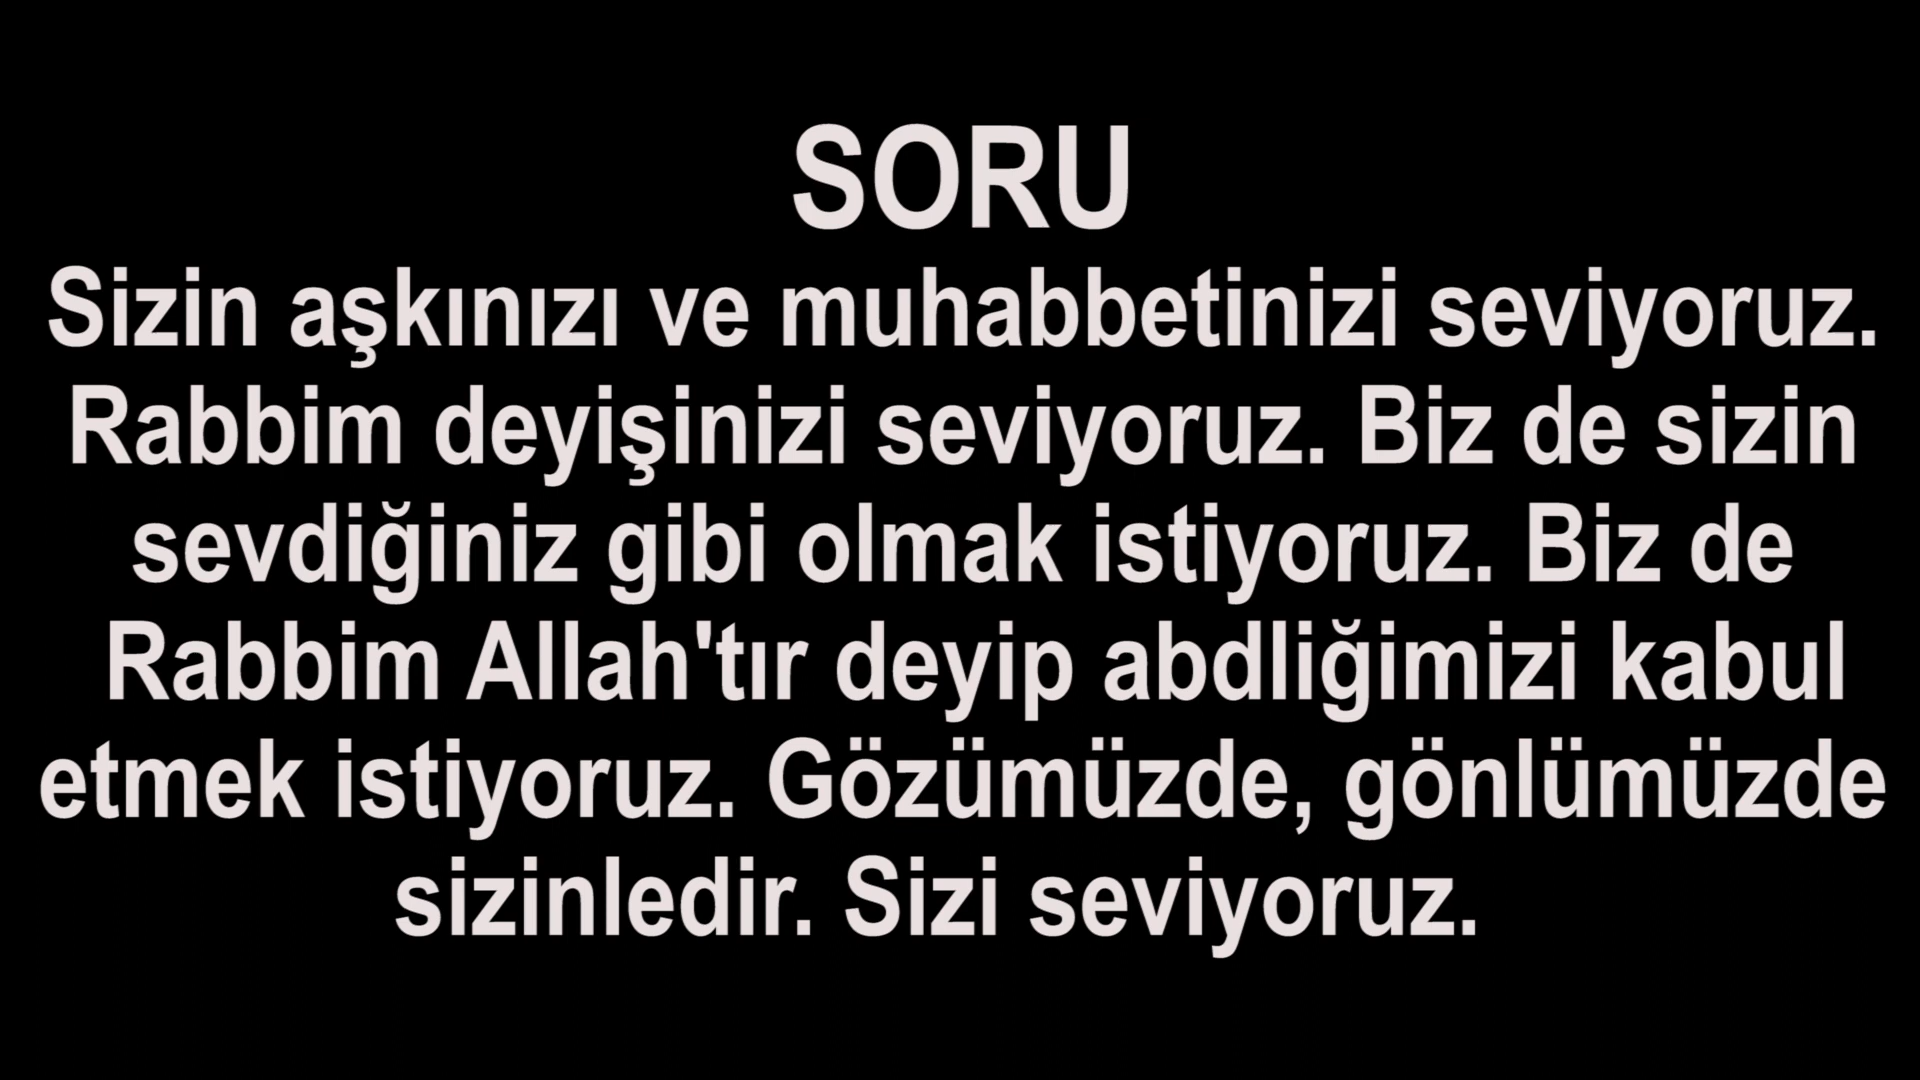 SORU
Sizin aşkınızı ve muhabbetinizi seviyoruz.
Rabbim deyişinizi seviyoruz. Biz de sizin
sevdiğiniz gibi olmak istiyoruz. Biz de
Rabbim Allah'tır deyip abdliğimizi kabul
etmek istiyoruz. Gözümüzde, gönlümüzde
sizinledir. Sizi seviyoruz.